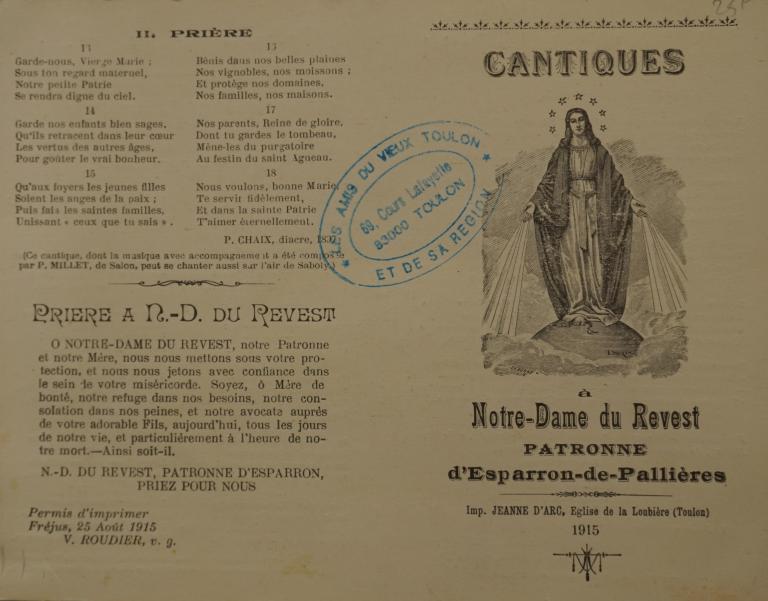 II. PRIÈRE
13
Garde-nous, Vierge Marie ;
Sous ton regard maternel,
Notre petite Patrie
Se rendra digne du ciel.
14
Garde nos enfants bien sages,
Qu'ils retracent dans leur cœur
Les vertus des autres âges,
Pour goûter le vrai bonheur.
15
Qu'aux foyers les jeunes filles
Soient les anges de la paix ;
Puis fais les saintes familles,
Unissant « ceux que tu sais ».
Bénis dans nos belles plaines
Nos vignobles, nos moissons ;
Et protège nos domaines,
Nos familles, nos maisons.
17
Nos parents, Reine de gloire,
Dont tu gardes le tombeau,
Mène-les du purgatoire
Au festin du saint Agneau.
18
Nous voulons, bonne Marie
Te servir fidèlement,
Et dans la sainte Patrie
T'aimer éternellement.
P. CHAIX, diacre,
(Ce cantique, dont la musique avec accompagnement a été composée
par P. MILLET, de Salon, peut se chanter aussi sur l'air de Saboly.)
PRIERE A N.-D. DU REVEST
O NOTRE-DAME DU REVEST, notre Patronne
et notre Mère, nous nous mettons sous votre pro-
tection, et nous nous jetons avec confiance dans
le sein de votre miséricorde. Soyez, ô Mère de
bonté, notre refuge dans nos besoins, notre con-
solation dans nos peines, et notre avocate auprès
de votre adorable Fils, aujourd'hui, tous les jours
de notre vie, et particulièrement à l'heure de no-
tre mort.—Ainsi soit-il.
N.-D. DU REVEST, PATRONNE D'ESPARRON,
PRIEZ POUR NOUS
Permis d'imprimer
Fréjus, 25 Août 1915
V. ROUDIER, v. g.
LES AMIS DU VIEUX TOULON
69, Cours Lafayette
83000 TOULON
ET DE SA RÉGION
CANTIQUES
à
Notre-Dame du Revest
PATRONNE
d'Esparron-de-Pallières
Imp. JEANNE D'ARC, Eglise de la Loubière (Toulon)
1915